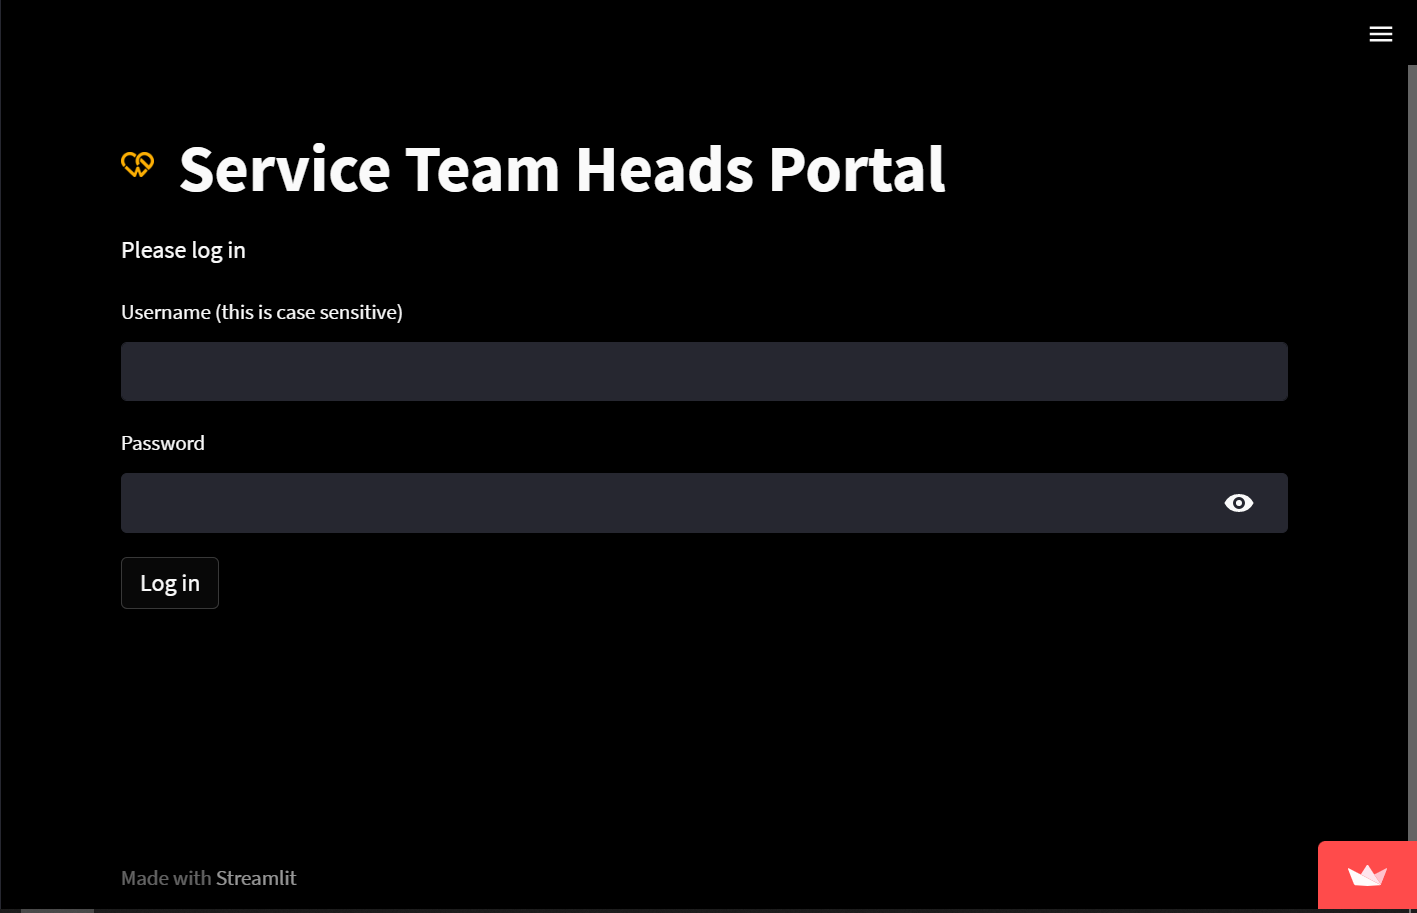 Service Team Heads Portal
Please log in
Username (this is case sensitive)
Password
Log in
Made with Streamlit